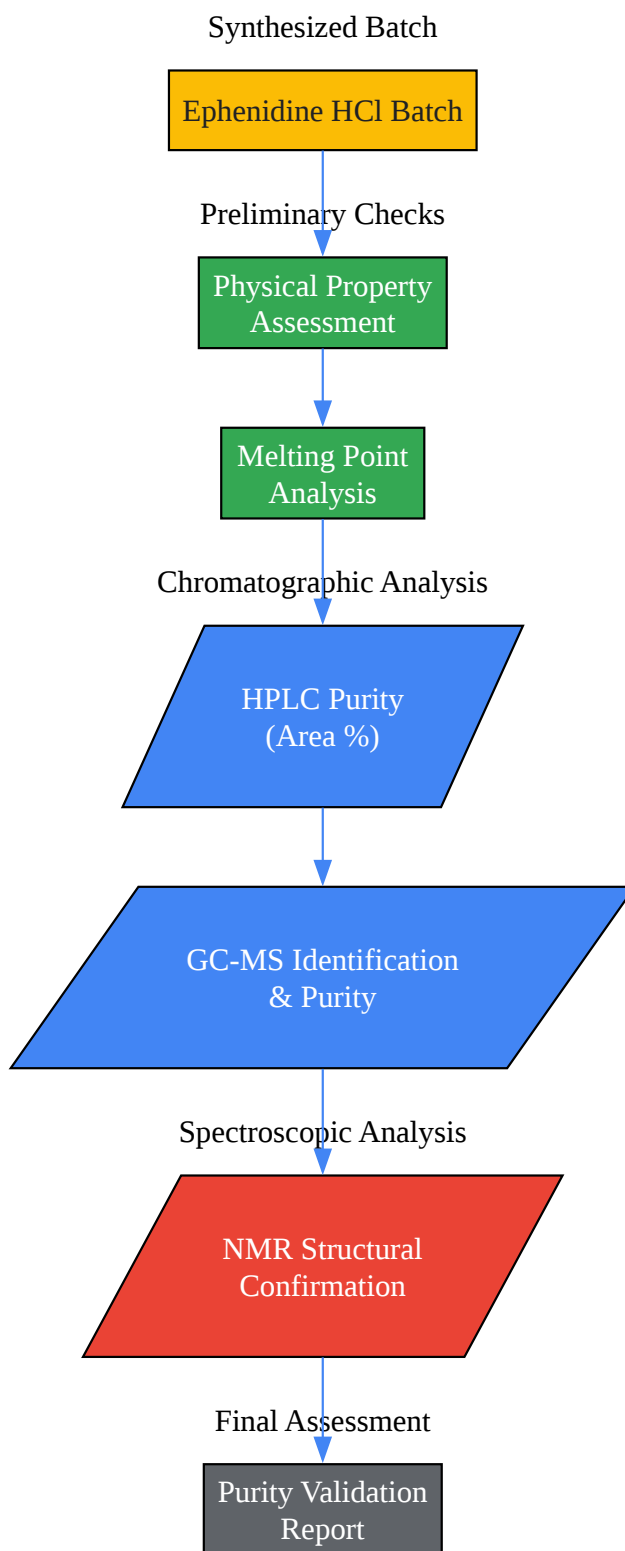 Synthesized Batch
Ephenidine HCl Batch
Preliminary Checks
Physical Property
Assessment
Melting Point
Analysis
Chromatographic Analysis
HPLC Purity
(Area %)
GC-MS Identification
& Purity
Spectroscopic Analysis
NMR Structural
Confirmation
Final Assessment
Purity Validation
Report